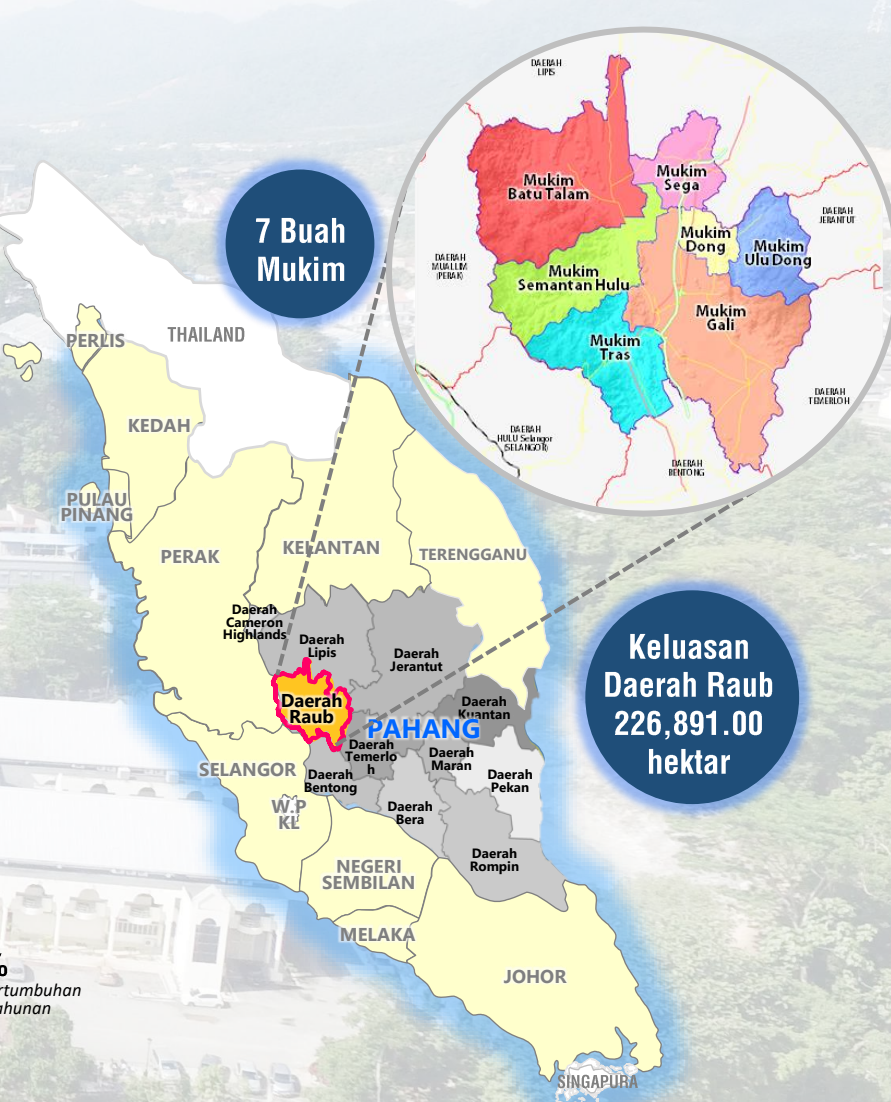 DAERAH
LIPIS
Mukim
Batu Talam
Mukim
Sega
Mukim
Dong
Mukim
Ulu Dong
DAERAH
JERANTUT
DAERAH
MUALLIM
(PERAK)
Mukim
Semantan Hulu
Mukim
Gali
Mukim
Tras
DAERAH
TEMERLOH
DAERAH
HULU Selangor
(SELANGOR)
DAERAH
BENTONG
7 Buah
Mukim
THAILAND
PERLIS
KEDAH
PULAU
PINANG
PERAK
KELANTAN
TERENGGANU
Daerah
Cameron
Highlands
Daerah
Lipis
Daerah
Jerantut
Daerah
Raub
Daerah
Kuantan
PAHANG
Daerah
Temerlo
h
Daerah
Maran
Daerah
Pekan
Daerah
Bentong
Daerah
Bera
Daerah
Rompin
Keluasan
Daerah Raub
226,891.00
hektar
SELANGOR
W.P
KL
NEGERI
SEMBILAN
MELAKA
JOHOR
SINGAPURA
rtumbuhan
ahunan